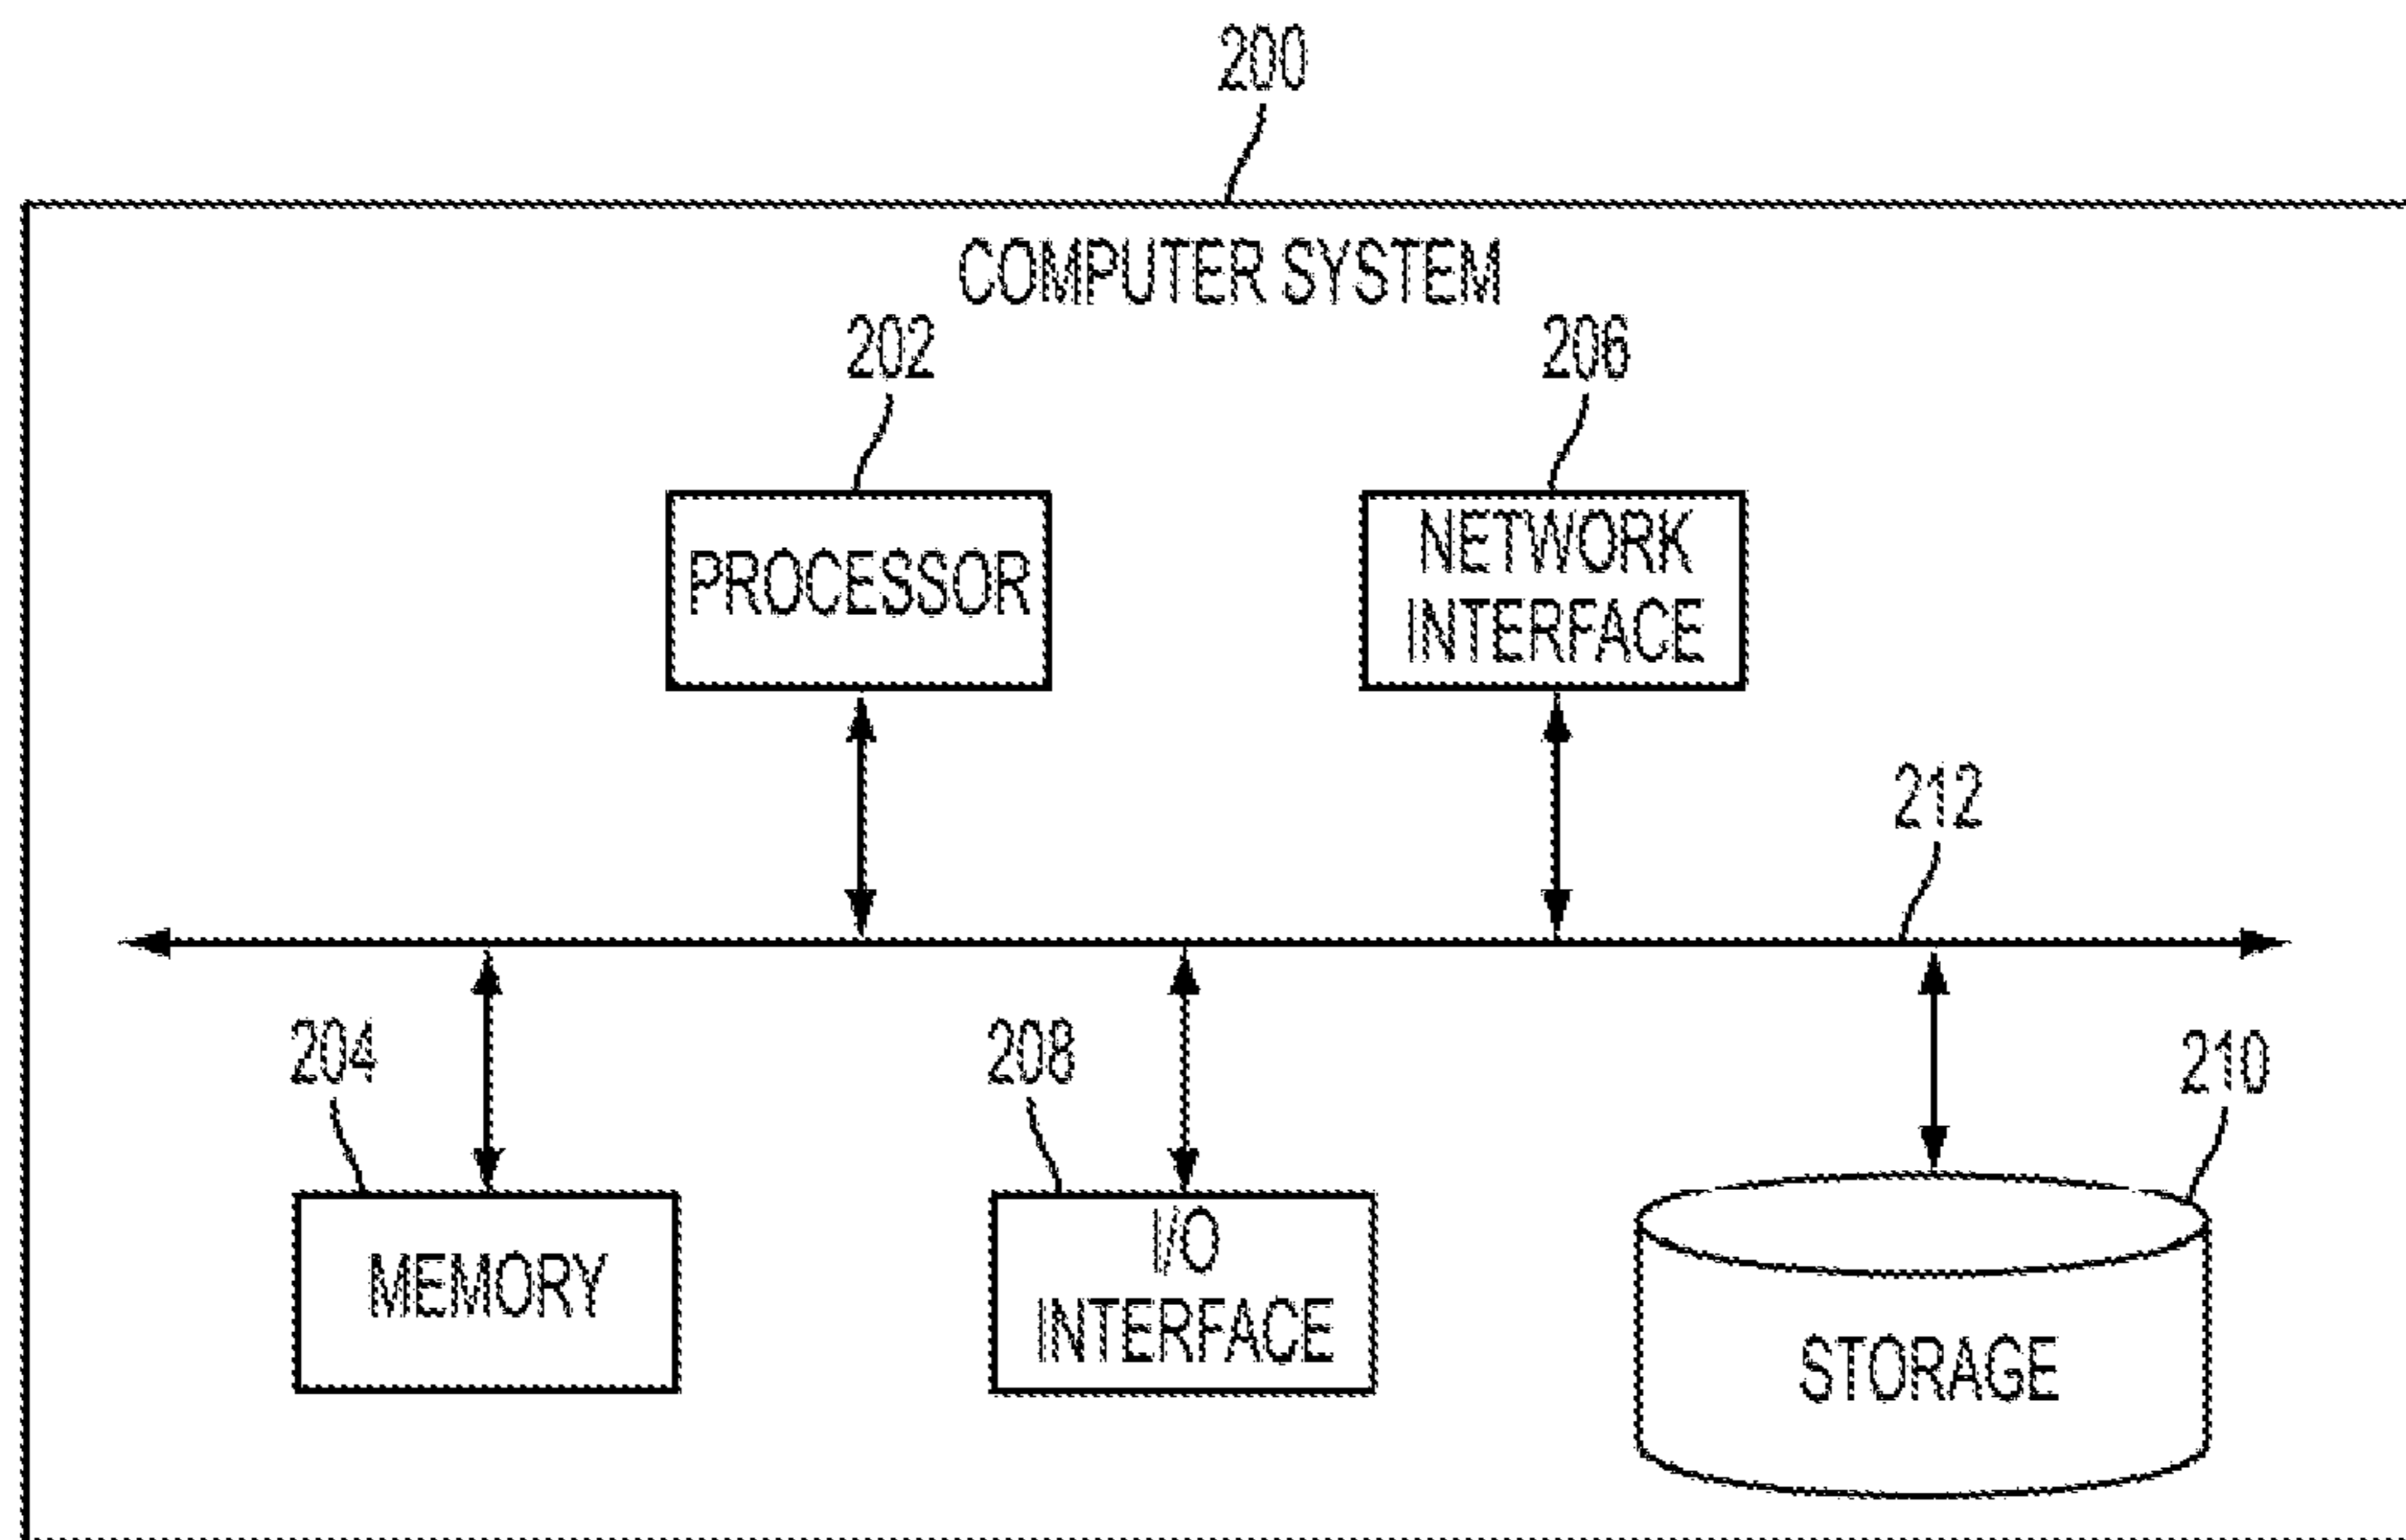 200
COMPUTER SYSTEM
202
206
PROCESSOR
NETWORK
INTERFACE
212
204
208
210
MEMORY
I/O
INTERFACE
STORAGE